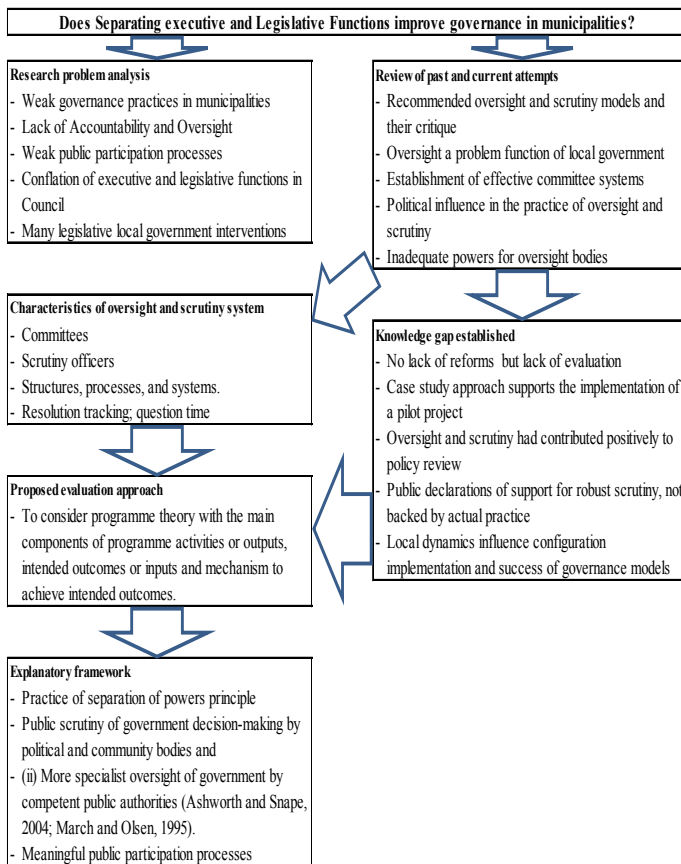 Does Separating executive and Legislative Functions improve governance in municipalities?
Research problem analysis
- Weak governance practices in municipalities
- Lack of Accountability and Oversight
- Weak public participation processes
- Conflation of executive and legislative functions in
Council
- Many legislative local government interventions
Review of past and current attempts
- Recommended oversight and scrutiny models and
their critique
- Oversight a problem function of local government
- Establishment of effective committee systems
- Political influence in the practice of oversight and
scrutiny
- Inadequate powers for oversight bodies
Characteristics of oversight and scrutiny system
- Committees
- Scrutiny officers
- Structures, processes, and systems.
- Resolution tracking; question time
Knowledge gap established
- No lack of reforms but lack of evaluation
- Case study approach supports the implementation of
a pilot project
- Oversight and scrutiny had contributed positively to
policy review
- Public declarations of support for robust scrutiny, not
backed by actual practice
- Local dynamics influence configuration
implementation and success of governance models
Proposed evaluation approach
- To consider programme theory with the main
components of programme activities or outputs,
intended outcomes or inputs and mechanism to
achieve intended outcomes.
Explanatory framework
- Practice of separation of powers principle
- Public scrutiny of government decision-making by
political and community bodies and
- (ii) More specialist oversight of government by
competent public authorities (Ashworth and Snape,
2004; March and Olsen, 1995).
- Meaningful public participation processes